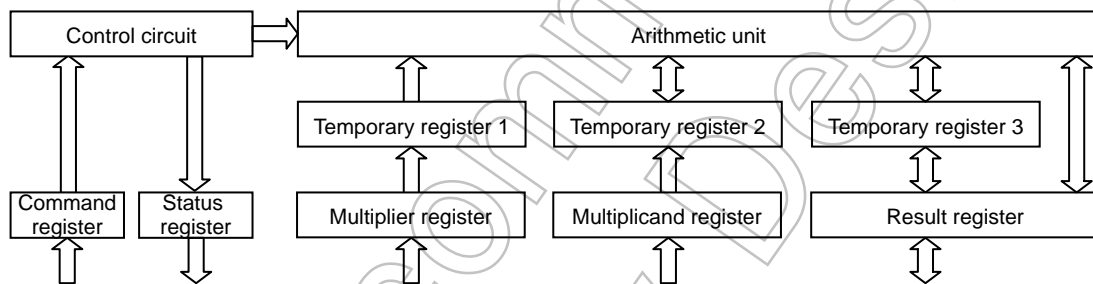 Control circuit
Arithmetic unit
Temporary register 1
Temporary register 2
Temporary register 3
Command
register
Status
register
Multiplier register
Multiplicand register
Result register